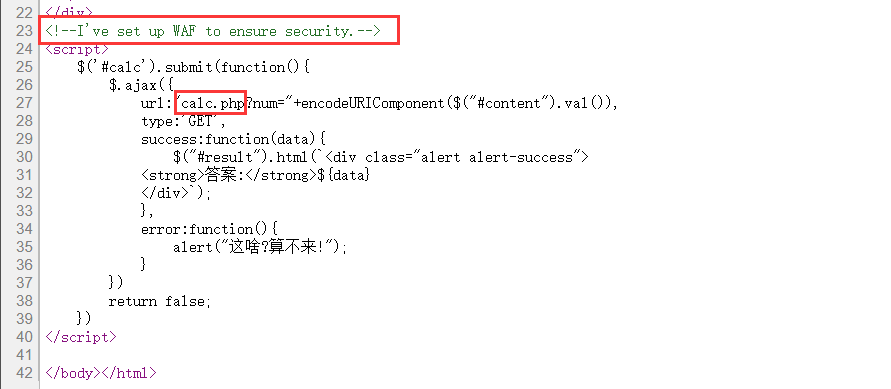 22 </div>
23 <!--I've set up WAF to ensure security.-->
24 <script>
25     $('#calc').submit(function(){
26         $.ajax({
27             url:"calc.php?num="+encodeURIComponent($("#content").val()),
28             type:'GET',
29             success:function(data){
30                 $("#result").html(`<div class="alert alert-success">
31             <strong>答案:</strong>${data}
32             </div>`);
33             },
34             error:function(){
35                 alert("这啥?算不来!");
36             }
37         })
38         return false;
39     })
40 </script>
41
42 </body></html>